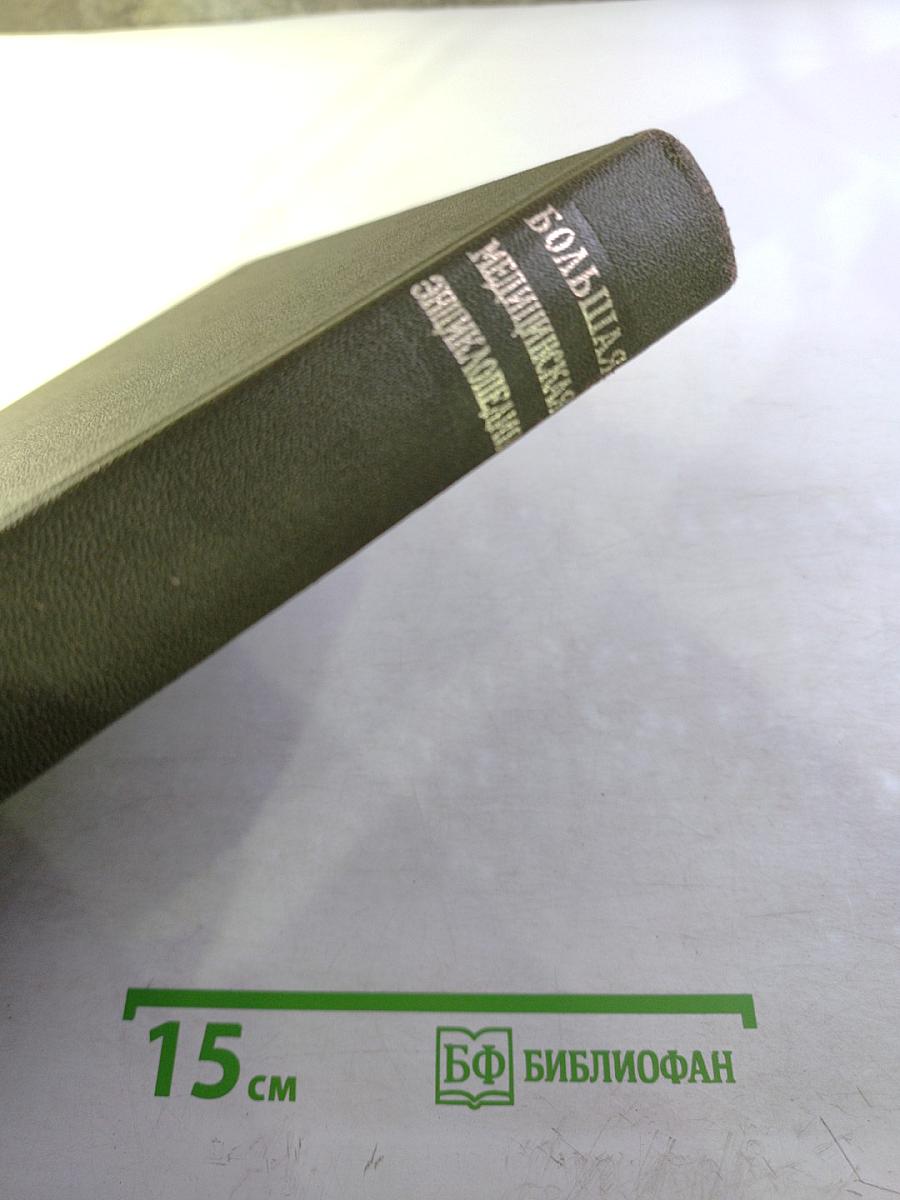 БОЛЬШАЯ
МЕДИЦИНСКАЯ
ЭНЦИКЛОПЕДИЯ
15 см
БФ БИБЛИОФАН